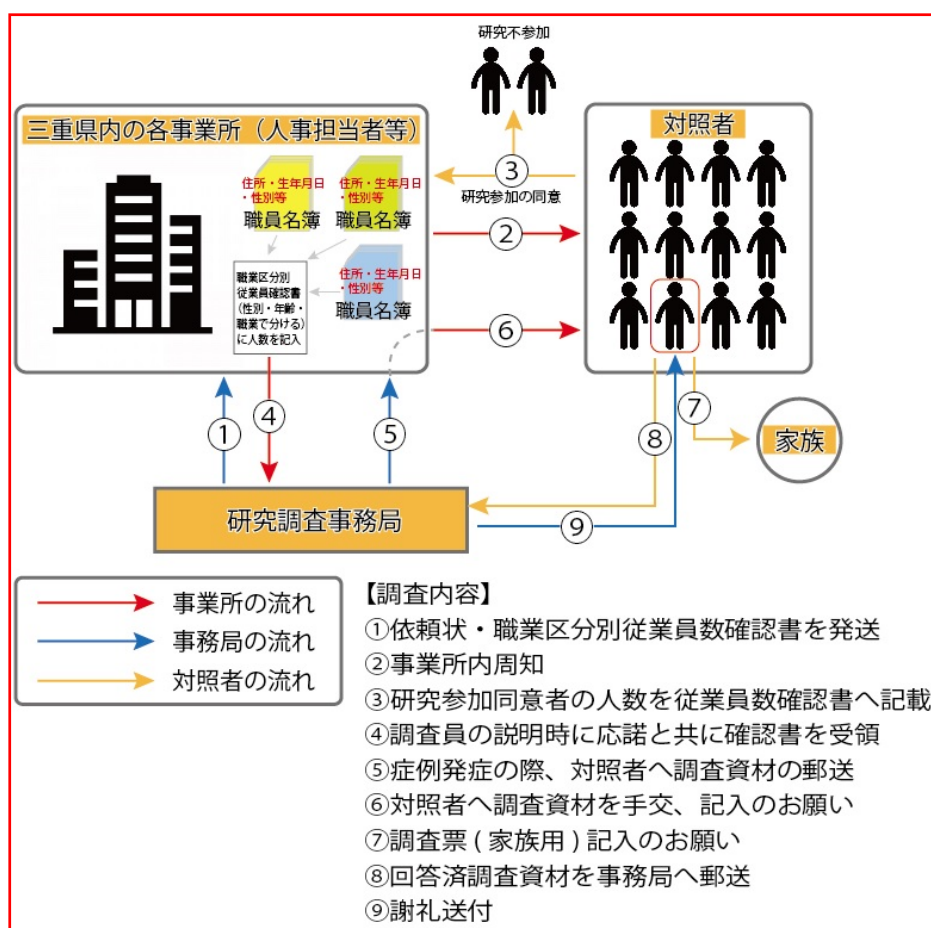 研究不参加
三重県内の各事業所（人事担当者等）
対照者
③
研究参加の同意
住所・生年月日
・性別等
職員名簿
住所・生年月日
・性別等
職員名簿
②
職業区分別
従業員確認書
(性別・年齢・
職業で分ける)
に人数を記入
住所・生年月日
・性別等
職員名簿
⑥
①
④
⑤
⑧
⑦
家族
研究調査事務局
⑨
事業所の流れ
事務局の流れ
対照者の流れ
【調査内容】
①依頼状・職業区分別従業員数確認書を発送
②事業所内周知
③研究参加同意者の人数を従業員数確認書へ記載
④調査員の説明時に応諾と共に確認書を受領
⑤症例発症の際、対照者へ調査資材の郵送
⑥対照者へ調査資材を手交、記入のお願い
⑦調査票(家族用)記入のお願い
⑧回答済調査資材を事務局へ郵送
⑨謝礼送付